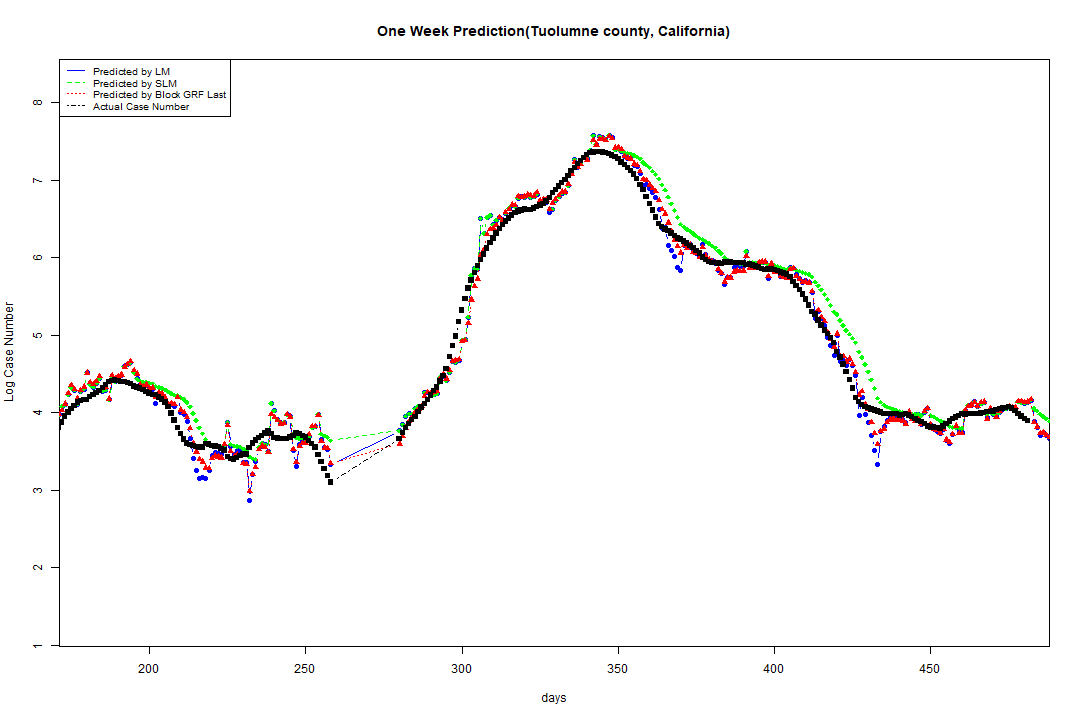 One Week Prediction(Tuolumne county, California)
Predicted by LM
Predicted by SLM
Predicted by Block GRF Last
Actual Case Number
8
7
6
5
4
3
2
1
Log Case Number
200 250 300 350 400 450
days